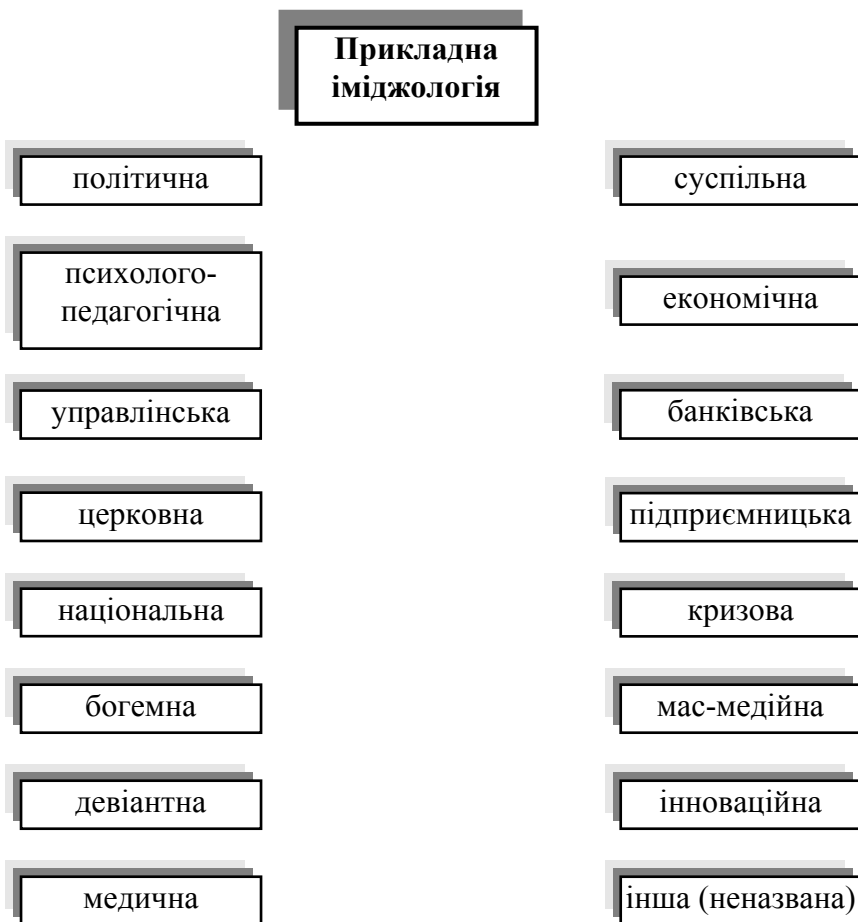 Прикладна
іміджологія
політична
суспільна
психолого-
педагогічна
економічна
управлінська
банківська
церковна
підприємницька
національна
кризова
богемна
мас-медійна
девіантна
інноваційна
медична
інша (неназвана)